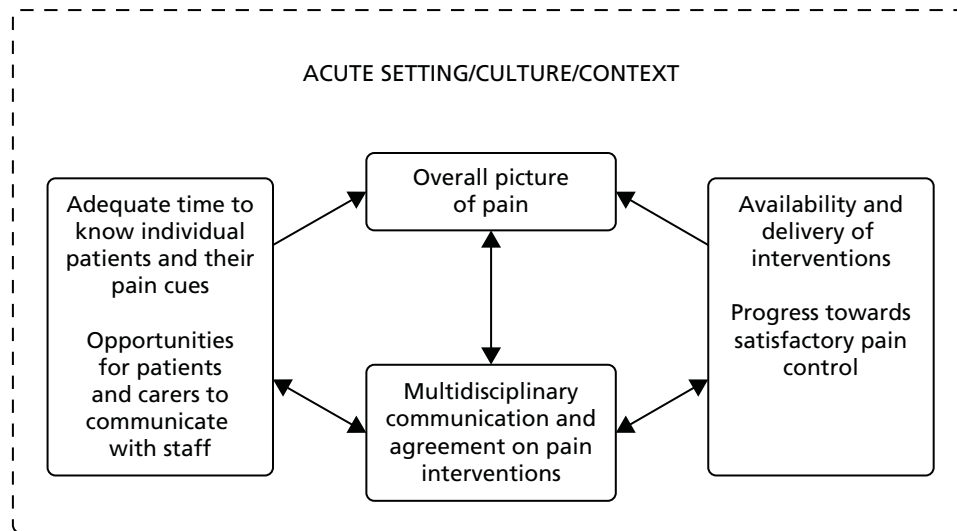 ACUTE SETTING/CULTURE/CONTEXT
Overall picture
of pain
Adequate time to
know individual
patients and their
pain cues
Opportunities
for patients
and carers to
communicate
with staff
Multidisciplinary
communication and
agreement on pain
interventions
Availability and
delivery of
interventions
Progress towards
satisfactory pain
control